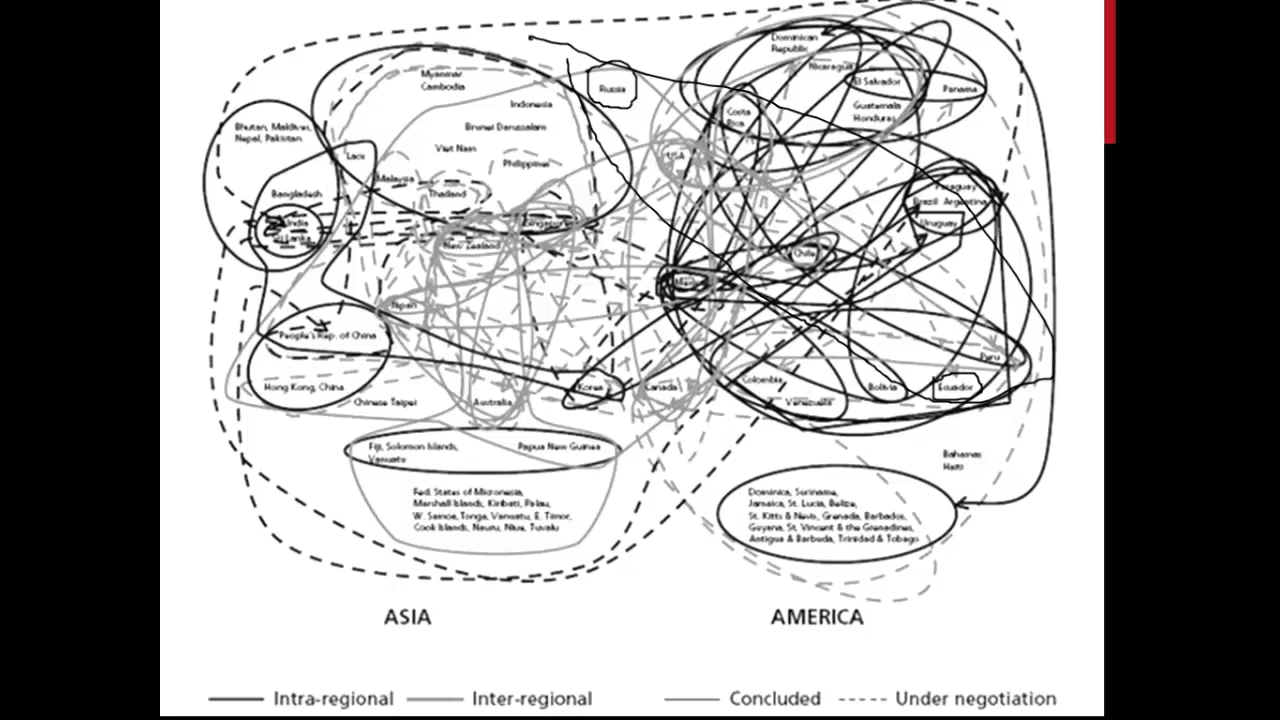 Dominican
Republic
Nicaragua
Myanmar
Cambodia
El Salvador
Russia
Panama
Indonesia
Guatemala
Honduras
Costa
Rica
Bhutan, Maldives,
Nepal, Pakistan
Brunei Darussalam
Viet Nam
Laos
USA
Philippines
Malaysia
Paraguay
Bangladesh
Thailand
Brazil Argentina
India
Singapore
Uruguay
Sri Lanka
New Zealand
Chile
Mexico
Japan
People's Rep. of China
Peru
Colombia
Hong Kong, China
Korea
Canada
Bolivia
Ecuador
Chinese Taipei
Australia
Venezuela
Fiji, Solomon Islands,
Vanuatu
Papua New Guinea
Bahamas
Haiti
Fed. States of Micronesia,
Marshall Islands, Kiribati, Palau,
W. Samoa, Tonga, Vanuatu, E. Timor,
Cook Islands, Nauru, Niue, Tuvalu
Dominica, Suriname,
Jamaica, St. Lucia, Belize,
St. Kitts & Nevis, Grenada, Barbados,
Guyana, St. Vincent & the Grenadines,
Antigua & Barbuda, Trinidad & Tobago
ASIA
AMERICA
Intra-regional
Inter-regional
Concluded
Under negotiation